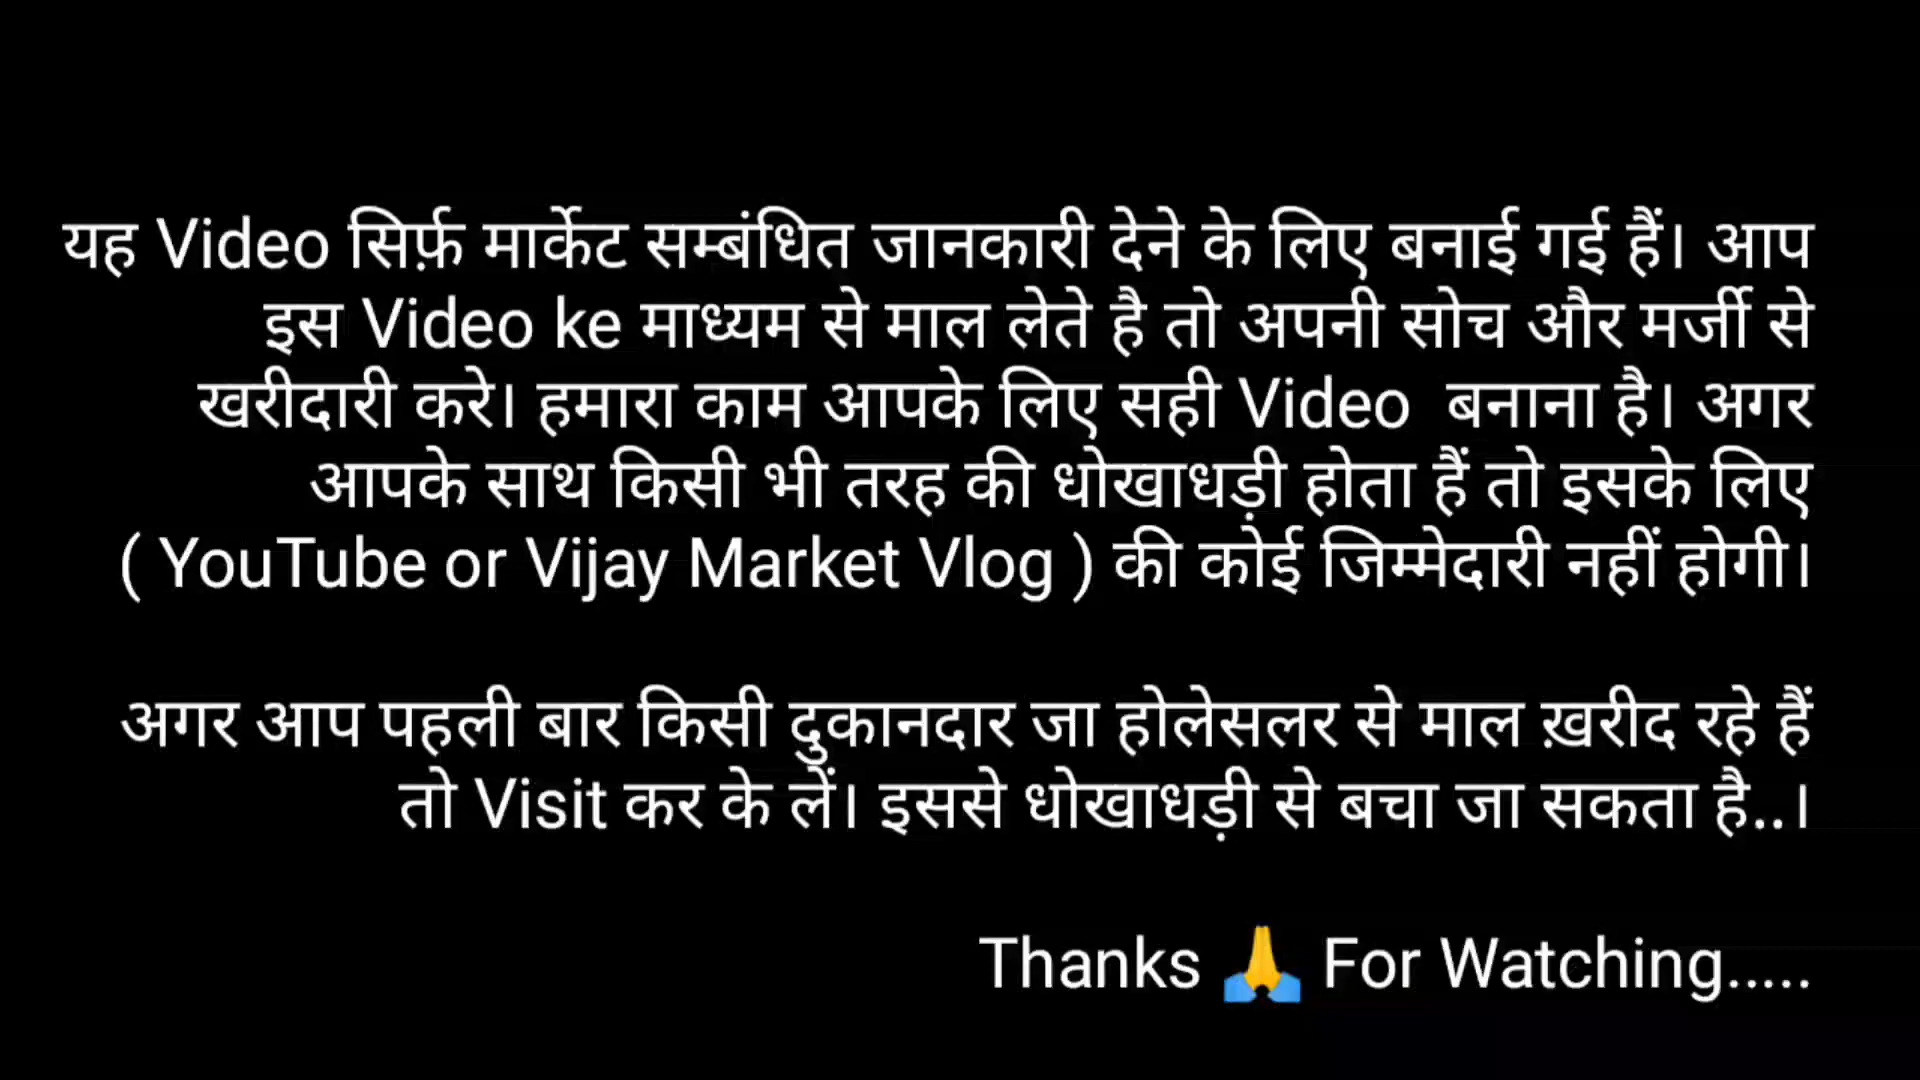 यह Video सिर्फ़ मार्केट सम्बंधित जानकारी देने के लिए बनाई गई हैं। आप
इस Video ke माध्यम से माल लेते है तो अपनी सोच और मर्जी से
खरीदारी करे। हमारा काम आपके लिए सही Video  बनाना है। अगर
आपके साथ किसी भी तरह की धोखाधड़ी होता हैं तो इसके लिए
( YouTube or Vijay Market Vlog ) की कोई जिम्मेदारी नहीं होगी।
अगर आप पहली बार किसी दुकानदार जा होलेसलर से माल ख़रीद रहे हैं
तो Visit कर के लें। इससे धोखाधड़ी से बचा जा सकता है..।
Thanks 🙏 For Watching.....